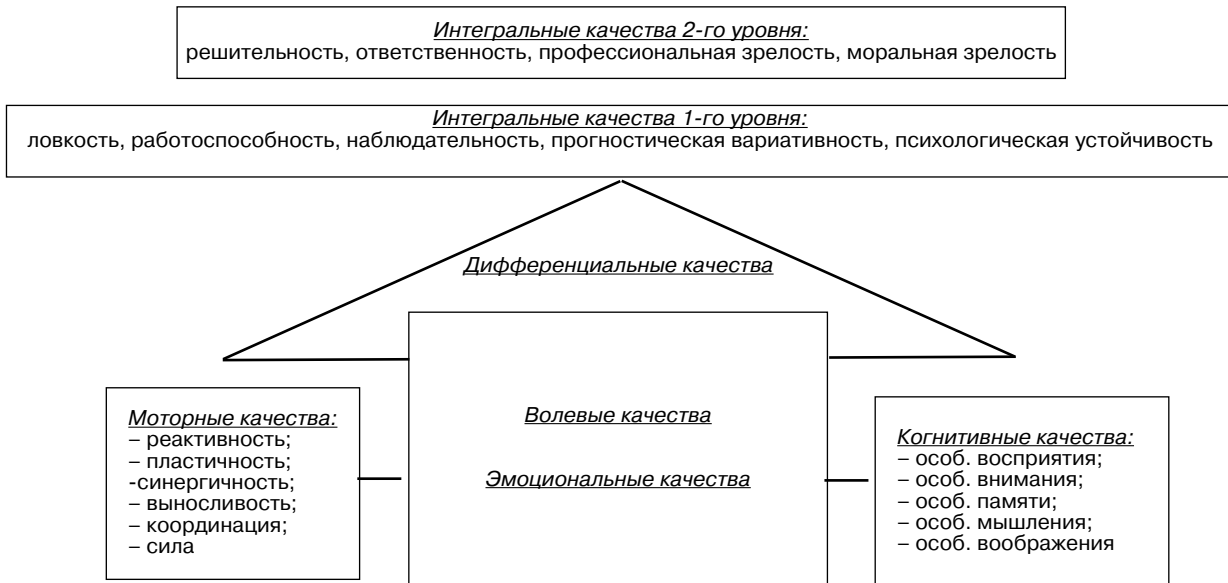 Интегральные качества 2-го уровня:
решительность, ответственность, профессиональная зрелость, моральная зрелость
Интегральные качества 1-го уровня:
ловкость, работоспособность, наблюдательность, прогностическая вариативность, психологическая устойчивость
Дифференциальные качества
Моторные качества:
– реактивность;
– пластичность;
-синергичность;
– выносливость;
– координация;
– сила
Волевые качества
Эмоциональные качества
Когнитивные качества:
– особ. восприятия;
– особ. внимания;
– особ. памяти;
– особ. мышления;
– особ. воображения